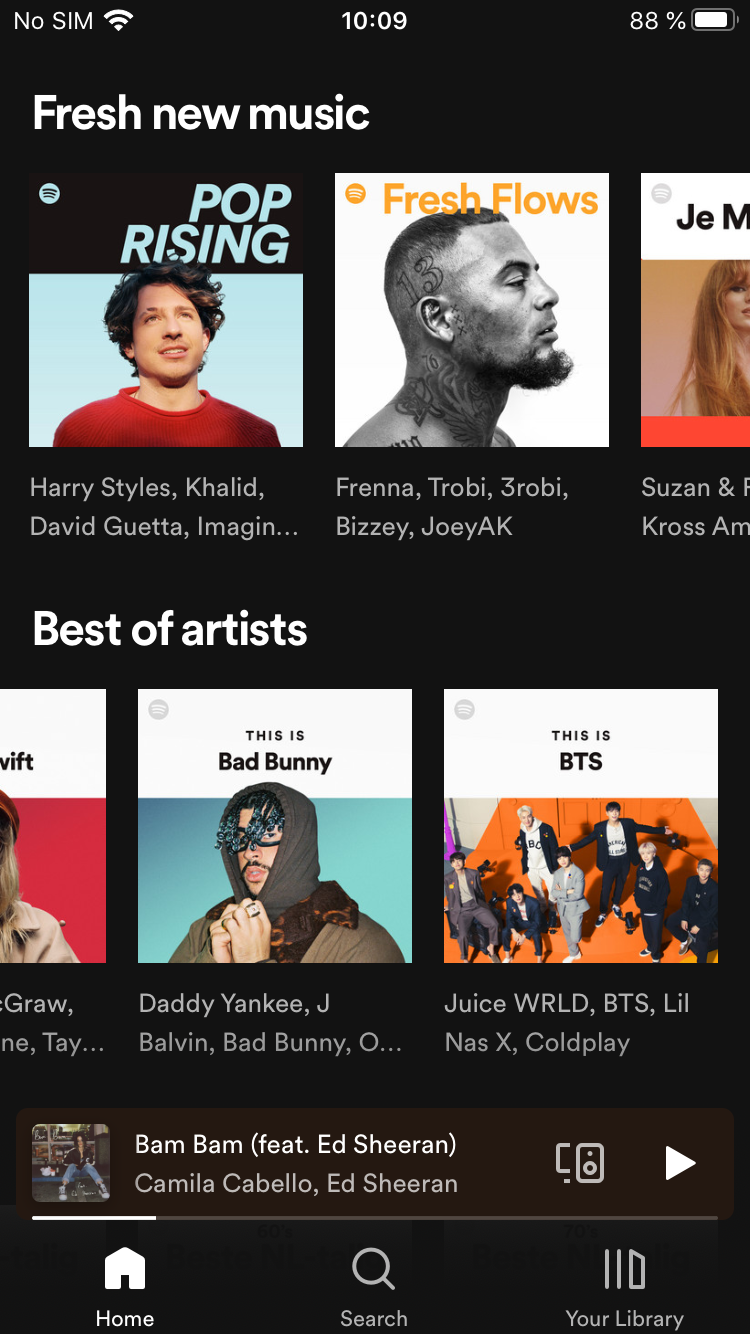 No SIM 10:09 88 %
Fresh new music
POP
RISING
Fresh Flows
Je M
13
Harry Styles, Khalid,
David Guetta, Imagin...
Frenna, Trobi, 3robi,
Bizzey, JoeyAK
Suzan & F
Kross Am
Best of artists
vift
THIS IS
Bad Bunny
THIS IS
BTS
cGraw,
ne, Tay...
Daddy Yankee, J
Balvin, Bad Bunny, O...
Juice WRLD, BTS, Lil
Nas X, Coldplay
Bam Bam (feat. Ed Sheeran)
Camila Cabello, Ed Sheeran
60's
70's
Home
Search
Your Library